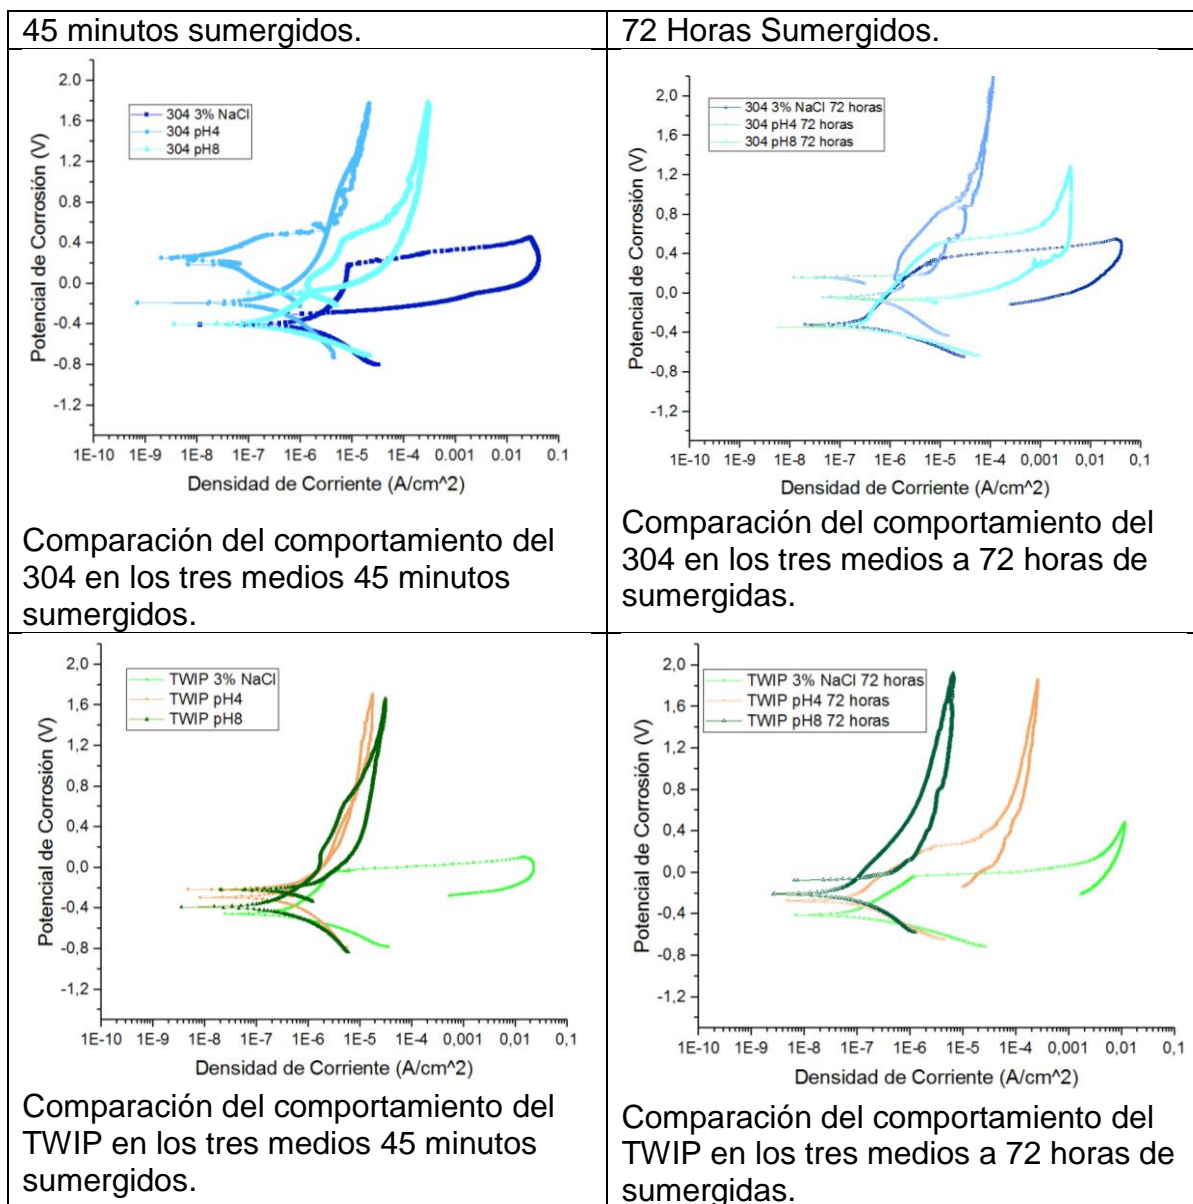 45 minutos sumergidos.
72 Horas Sumergidos.
2.0
1.6
1.2
0.8
0.4
0.0
-0.4
-0.8
-1.2
Potencial de Corrosión (V)
304 3% NaCl
304 pH4
304 pH8
1E-10 1E-9 1E-8 1E-7 1E-6 1E-5 1E-4 0.001 0.01 0.1
Densidad de Corriente (A/cm^2)
Comparación del comportamiento del
304 en los tres medios 45 minutos
sumergidos.
2,0
1,6
1,2
0,8
0,4
0,0
-0,4
-0,8
-1,2
Potencial de Corrosión (V)
304 3% NaCl 72 horas
304 pH4 72 horas
304 pH8 72 horas
1E-10 1E-9 1E-8 1E-7 1E-6 1E-5 1E-4 0,001 0,01 0,1
Densidad de Corriente (A/cm^2)
Comparación del comportamiento del
304 en los tres medios a 72 horas de
sumergidas.
2,0
1,6
1,2
0,8
0,4
0,0
-0,4
-0,8
-1,2
Potencial de Corrosión (V)
TWIP 3% NaCl
TWIP pH4
TWIP pH8
1E-10 1E-9 1E-8 1E-7 1E-6 1E-5 1E-4 0,001 0,01 0,1
Densidad de Corriente (A/cm^2)
Comparación del comportamiento del
TWIP en los tres medios 45 minutos
sumergidos.
2,0
1,6
1,2
0,8
0,4
0,0
-0,4
-0,8
-1,2
Potencial de Corrosión (V)
TWIP 3% NaCl 72 horas
TWIP pH4 72 horas
TWIP pH8 72 horas
1E-10 1E-9 1E-8 1E-7 1E-6 1E-5 1E-4 0,001 0,01 0,1
Densidad de Corriente (A/cm^2)
Comparación del comportamiento del
TWIP en los tres medios a 72 horas de
sumergidas.